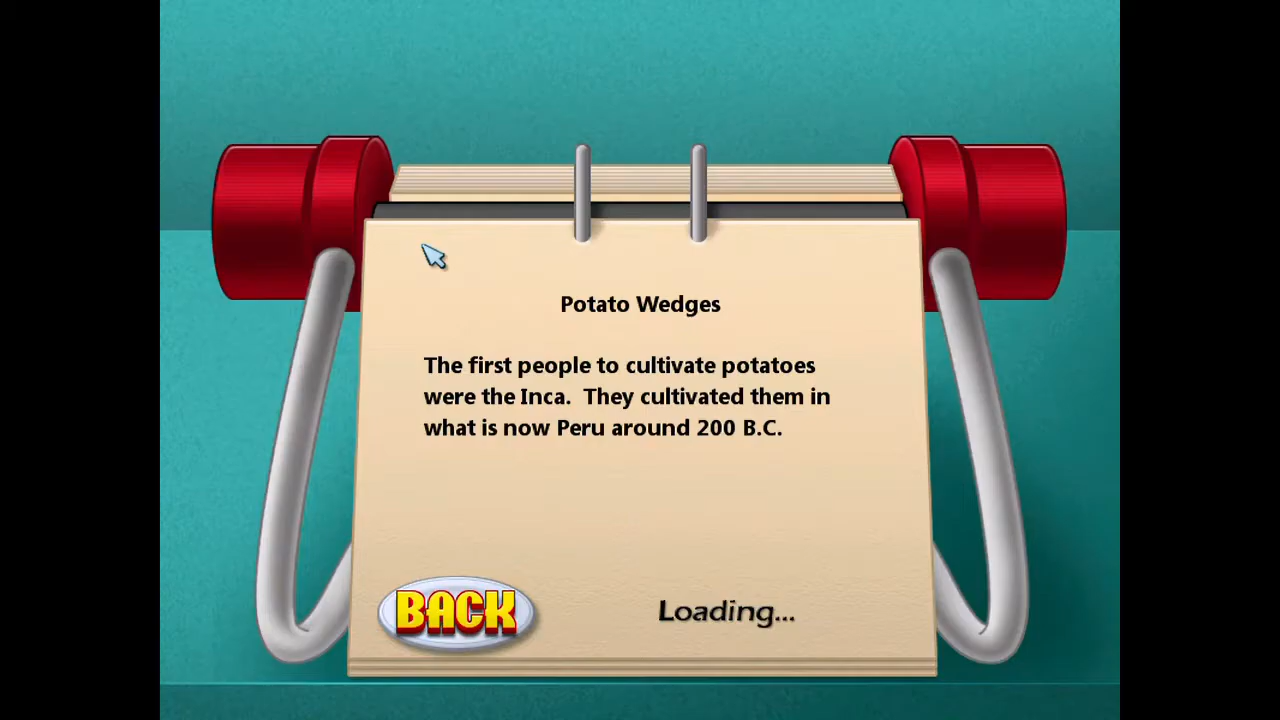 Potato Wedges
The first people to cultivate potatoes
were the Inca.  They cultivated them in
what is now Peru around 200 B.C.
BACK
Loading...